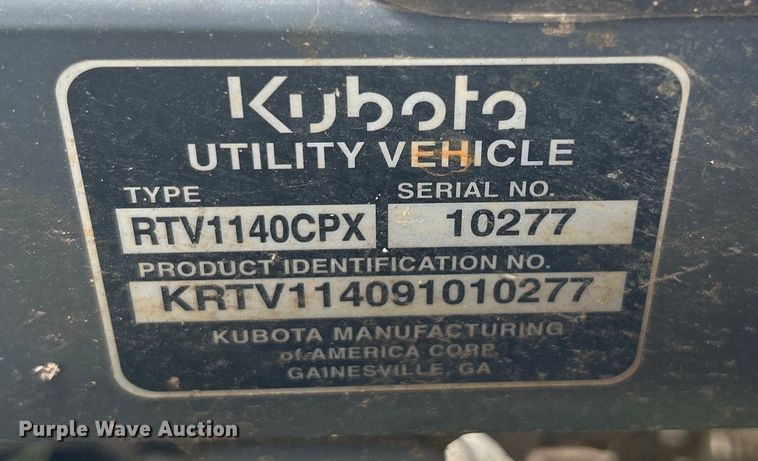 Kubota
UTILITY VEHICLE
TYPE SERIAL NO.
RTV1140CPX 10277
PRODUCT IDENTIFICATION NO.
KRTV114091010277
KUBOTA MANUFACTURING
of AMERICA CORP.
GAINESVILLE, GA
Purple Wave Auction